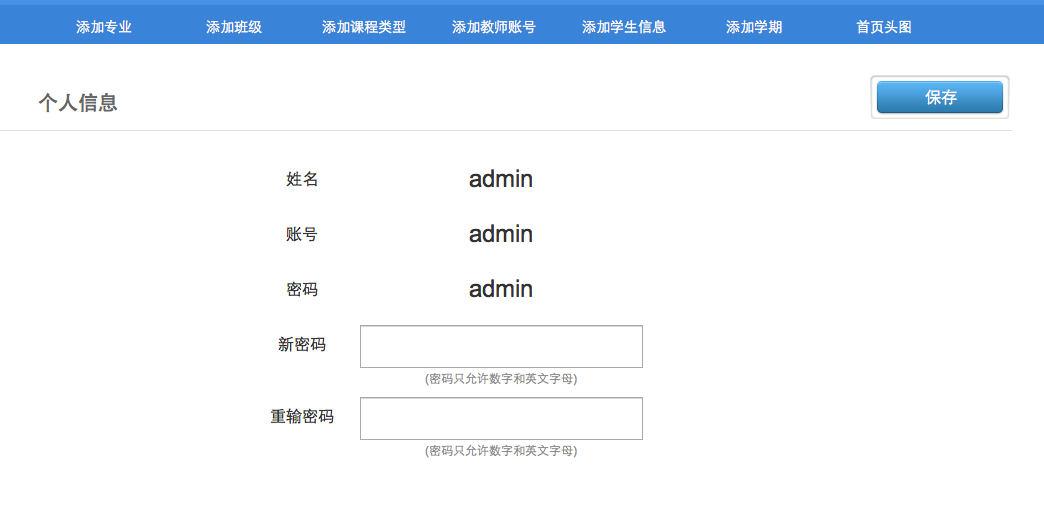 添加专业 添加班级 添加课程类型 添加教师账号 添加学生信息 添加学期 首页头图
个人信息 保存
姓名 admin
账号 admin
密码 admin
新密码
(密码只允许数字和英文字母)
重输密码
(密码只允许数字和英文字母)